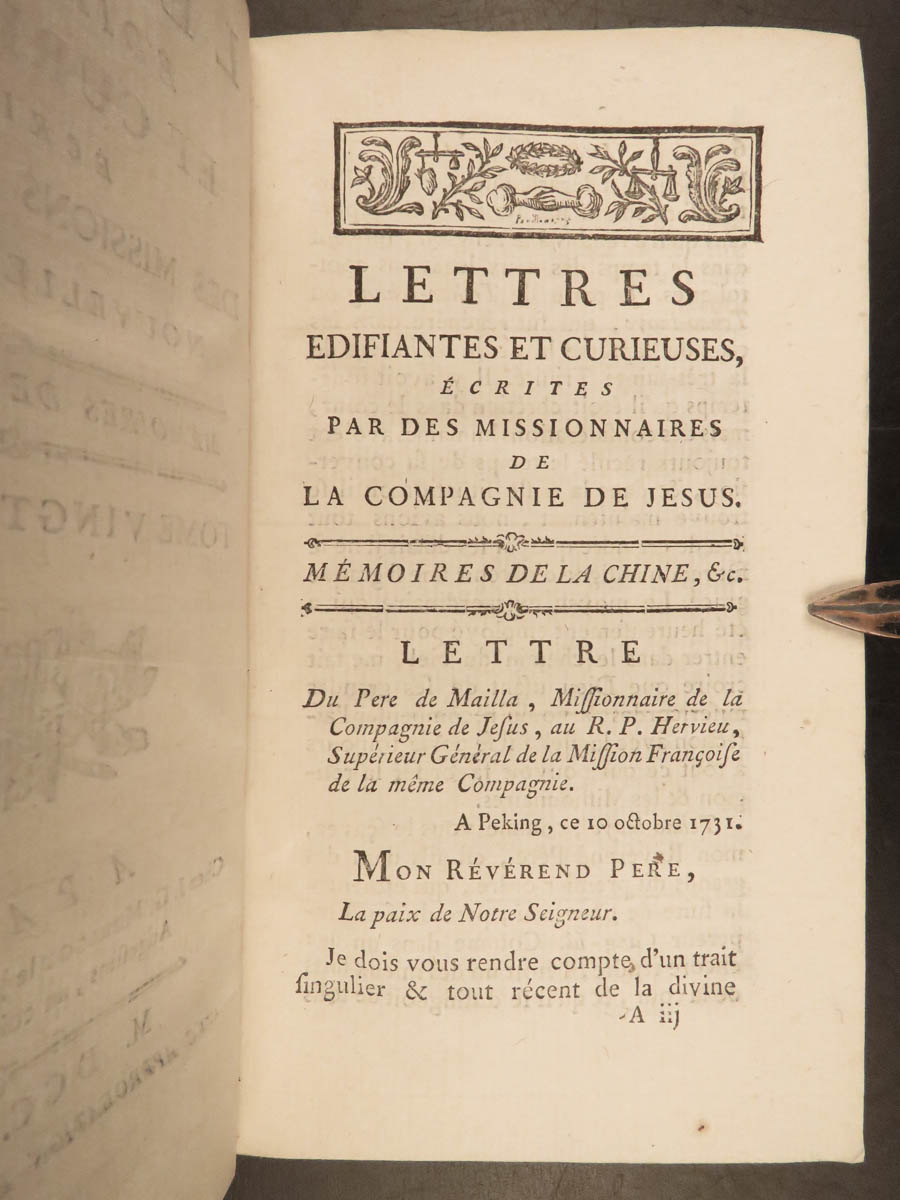 LETTRES
EDIFIANTES ET CURIEUSES,
ÉCRITES
PAR DES MISSIONNAIRES
DE
LA COMPAGNIE DE JESUS.
MÉMOIRES DE LA CHINE, &c.
LETTRE
Du Pere de Mailla, Miſſionnaire de la
Compagnie de Jeſus, au R. P. Hervieu,
Supérieur Général de la Miſſion Françoiſe
de la même Compagnie.
A Peking, ce 10 octobre 1731.
MON RÉVÉREND PERE,
La paix de Notre Seigneur.
Je dois vous rendre compte d'un trait
ſingulier & tout récent de la divine
A iij